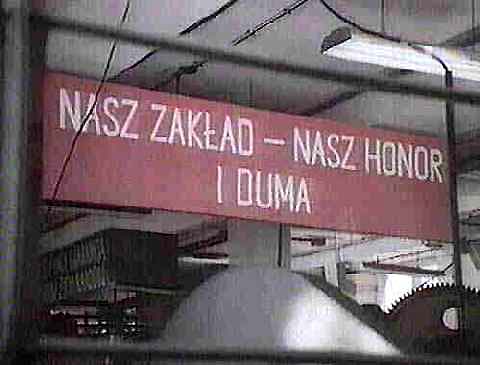 NASZ ZAKŁAD – NASZ HONOR
I DUMA